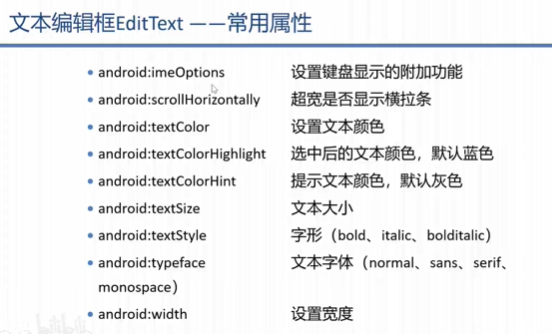 文本编辑框EditText ——常用属性
• android:imeOptions 设置键盘显示的附加功能
• android:scrollHorizontally 超宽是否显示横拉条
• android:textColor 设置文本颜色
• android:textColorHighlight 选中后的文本颜色，默认蓝色
• android:textColorHint 提示文本颜色，默认灰色
• android:textSize 文本大小
• android:textStyle 字形（bold、italic、bolditalic）
• android:typeface 文本字体（normal、sans、serif、
monospace）
• android:width 设置宽度